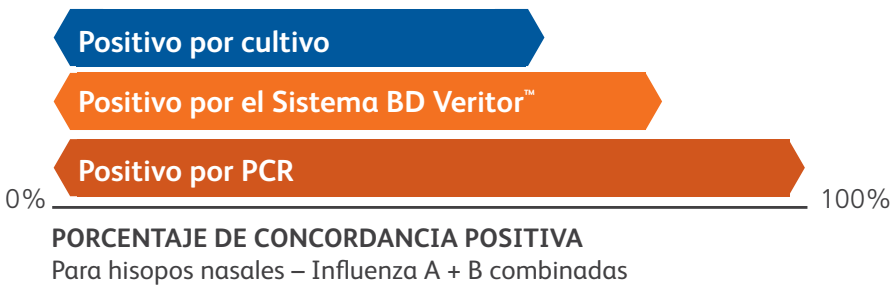 Positivo por cultivo
Positivo por el Sistema BD Veritor™
Positivo por PCR
0% 100%
PORCENTAJE DE CONCORDANCIA POSITIVA
Para hisopos nasales – Influenza A + B combinadas